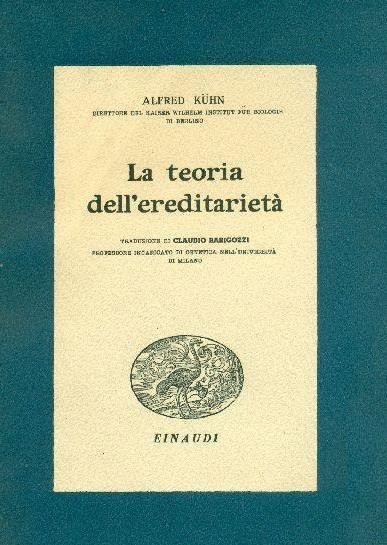 ALFRED KÜHN
DIRETTORE DEL KAISER WILHELM INSTITUT FÜR BIOLOGIE
DI BERLINO
La teoria
dell'ereditarietà
TRADUZIONE DI CLAUDIO BARIGOZZI
PROFESSORE INCARICATO DI GENETICA NELL'UNIVERSITÀ
DI MILANO
EINAUDI